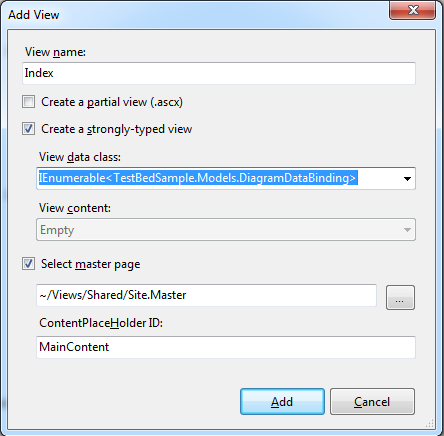 Add View
View name:
Index
Create a partial view (.ascx)
Create a strongly-typed view
View data class:
IEnumerable<TestBedSample.Models.DiagramDataBinding>
View content:
Empty
Select master page
~/Views/Shared/Site.Master
...
ContentPlaceHolder ID:
MainContent
Add Cancel